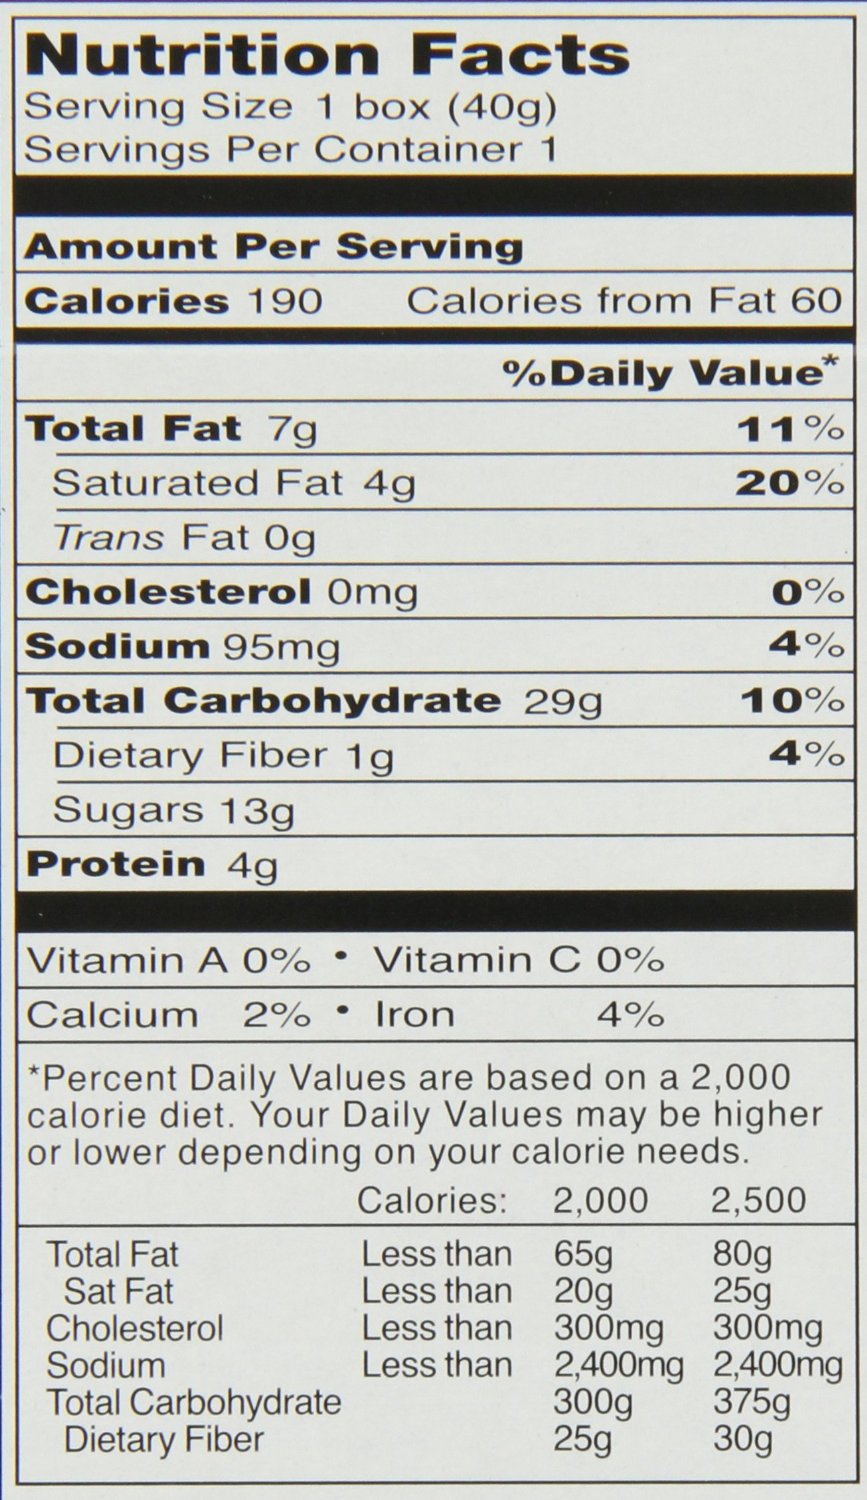 Nutrition Facts
Serving Size 1 box (40g)
Servings Per Container 1
Amount Per Serving
Calories 190 Calories from Fat 60
%Daily Value*
Total Fat 7g 11%
Saturated Fat 4g 20%
Trans Fat 0g
Cholesterol 0mg 0%
Sodium 95mg 4%
Total Carbohydrate 29g 10%
Dietary Fiber 1g 4%
Sugars 13g
Protein 4g
Vitamin A 0% • Vitamin C 0%
Calcium 2% • Iron 4%
*Percent Daily Values are based on a 2,000
calorie diet. Your Daily Values may be higher
or lower depending on your calorie needs.
Calories: 2,000 2,500
Total Fat Less than 65g 80g
Sat Fat Less than 20g 25g
Cholesterol Less than 300mg 300mg
Sodium Less than 2,400mg 2,400mg
Total Carbohydrate 300g 375g
Dietary Fiber 25g 30g